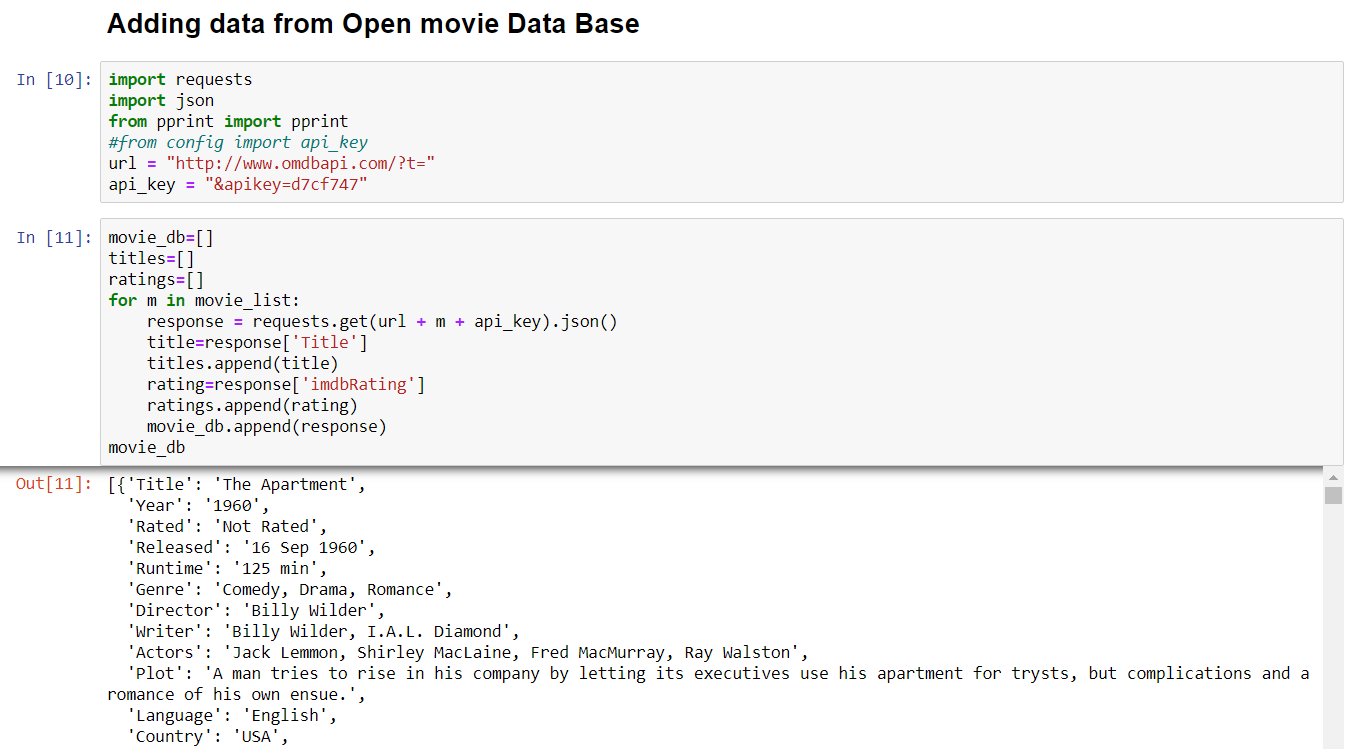 Adding data from Open movie Data Base
In [10]:
import requests
import json
from pprint import pprint
#from config import api_key
url = "http://www.omdbapi.com/?t="
api_key = "&apikey=d7cf747"
In [11]:
movie_db=[]
titles=[]
ratings=[]
for m in movie_list:
    response = requests.get(url + m + api_key).json()
    title=response['Title']
    titles.append(title)
    rating=response['imdbRating']
    ratings.append(rating)
    movie_db.append(response)
movie_db
Out[11]:
[{'Title': 'The Apartment',
  'Year': '1960',
  'Rated': 'Not Rated',
  'Released': '16 Sep 1960',
  'Runtime': '125 min',
  'Genre': 'Comedy, Drama, Romance',
  'Director': 'Billy Wilder',
  'Writer': 'Billy Wilder, I.A.L. Diamond',
  'Actors': 'Jack Lemmon, Shirley MacLaine, Fred MacMurray, Ray Walston',
  'Plot': 'A man tries to rise in his company by letting its executives use his apartment for trysts, but complications and a
romance of his own ensue.',
  'Language': 'English',
  'Country': 'USA',